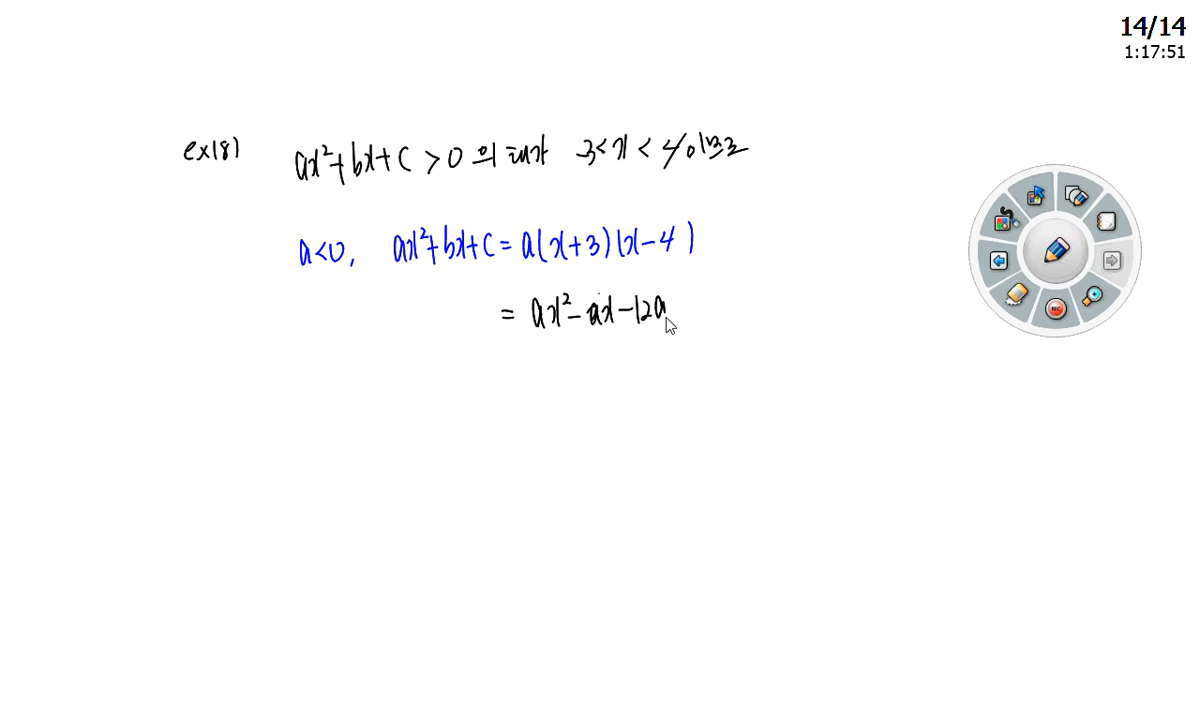 14/14
1:17:51
ex18) ax²+bx+c > 0 의 해가 -3<x<4 이므로
a<0, ax²+bx+c = a(x+3)(x-4)
= ax²-ax-12a
REC